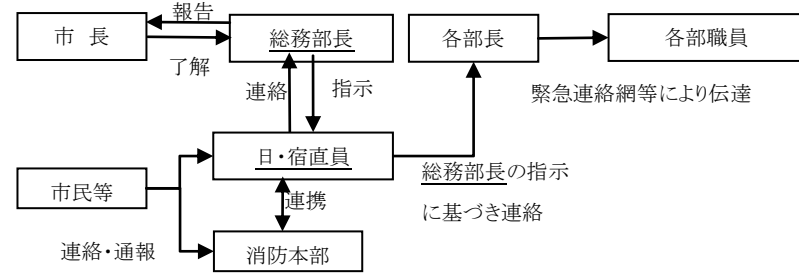 報告
市 長
総務部長
各部長
各部職員
了解
連絡
指示
緊急連絡網等により伝達
日・宿直員
総務部長の指示
に基づき連絡
市民等
連携
連絡・通報
消防本部